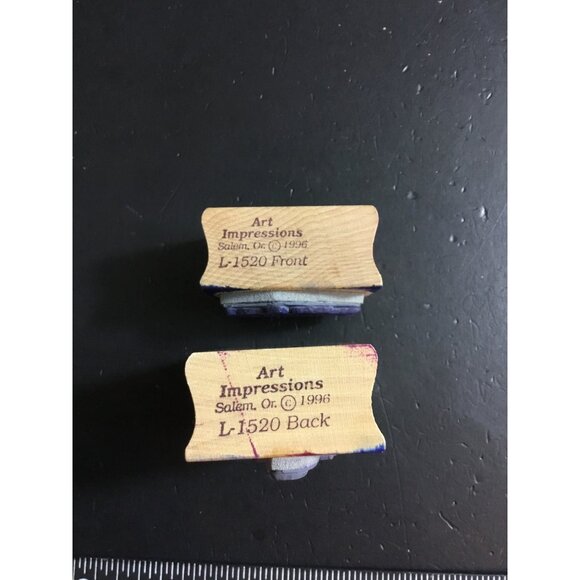 Art
Impressions
Salem, Or. © 1996
L-1520 Front
Art
Impressions
Salem, Or. © 1996
L-1520 Back